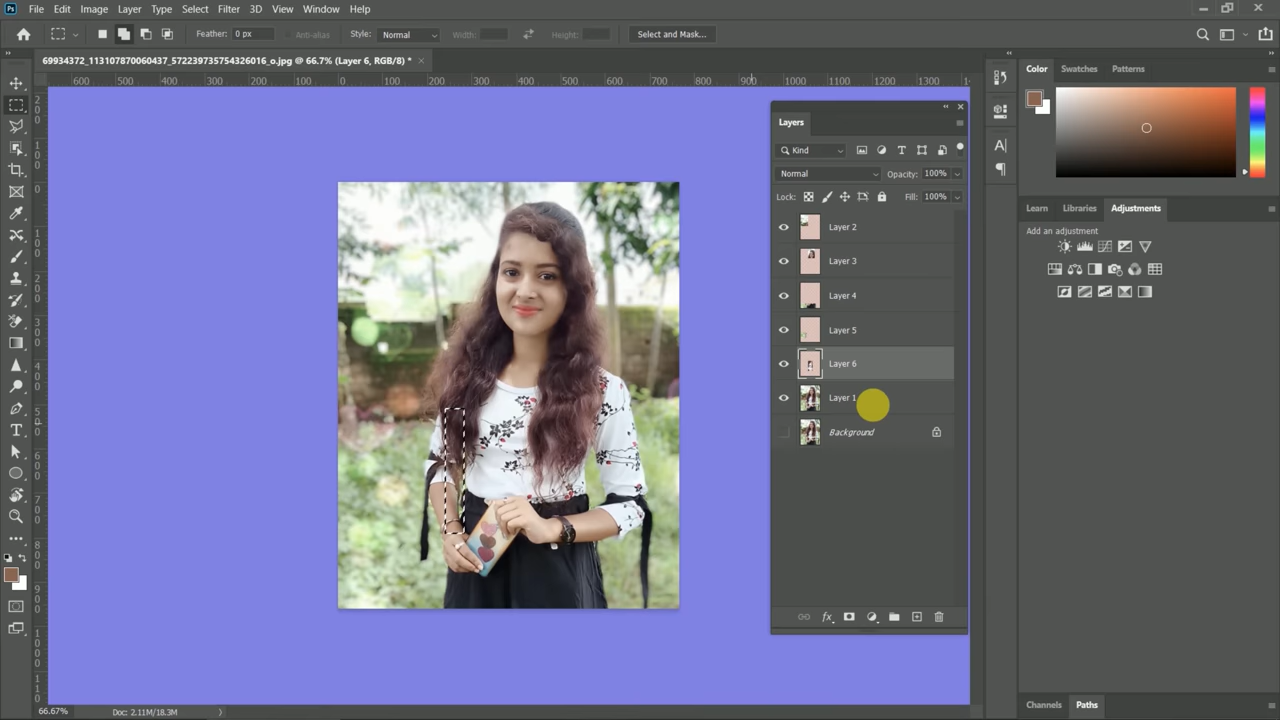 Ps File Edit Image Layer Type Select Filter 3D View Window Help
Feather: 0 px Anti-alias Style: Normal Width: Height: Select and Mask...
69934372_113107870060437_572239735754326016_o.jpg @ 66.7% (Layer 6, RGB/8) *
600 500 400 300 200 100 0 100 200 300 400 500 600 700 800 900 1000 1100 1200 1300
Color Swatches Patterns
Layers
Kind
Normal Opacity: 100%
Lock: Fill: 100%
Learn Libraries Adjustments
Add an adjustment
Layer 2
Layer 3
Layer 4
Layer 5
Layer 6
Layer 1
Background
fx
Channels Paths
66.67% Doc: 2.11M/18.3M